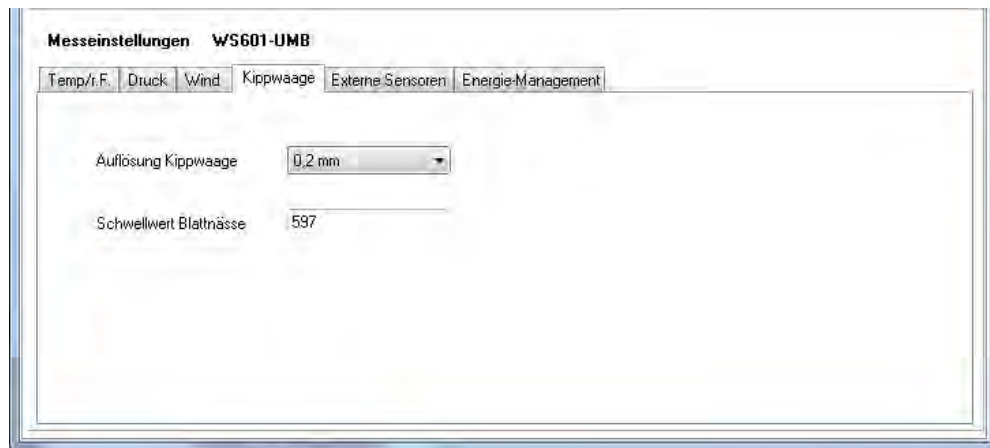 Messeinstellungen WS601-UMB
Temp/r.F. Druck Wind Kippwaage Externe Sensoren Energie-Management
Auflösung Kippwaage 0,2 mm
Schwellwert Blattnässe 597